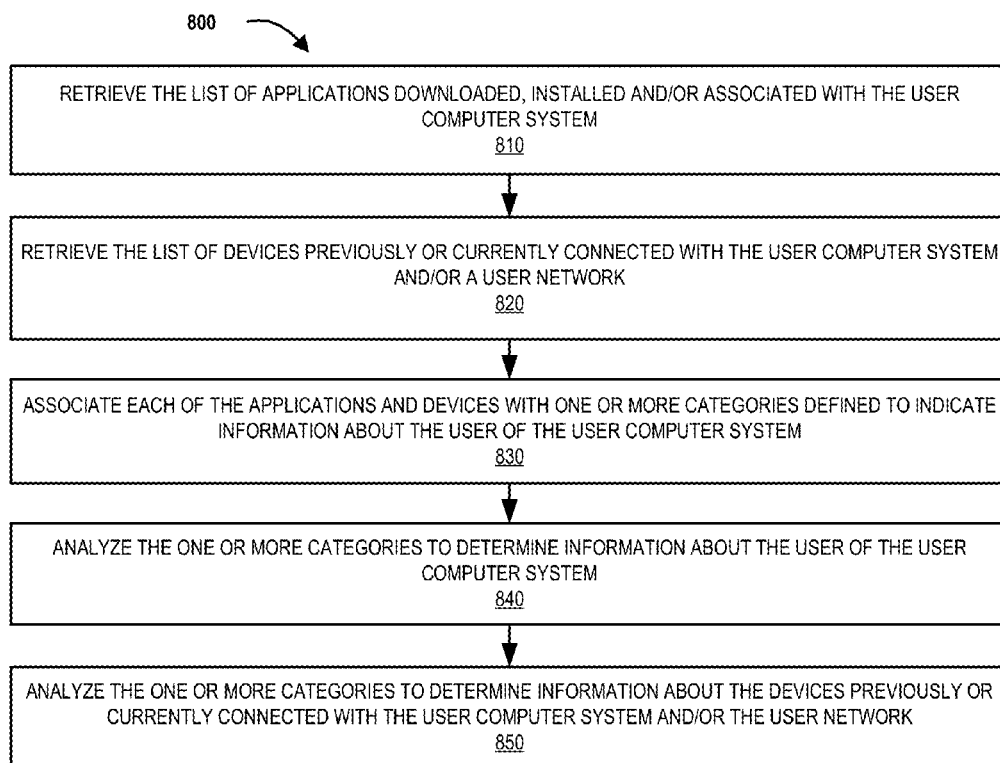 800
RETRIEVE THE LIST OF APPLICATIONS DOWNLOADED, INSTALLED AND/OR ASSOCIATED WITH THE USER
COMPUTER SYSTEM
810
RETRIEVE THE LIST OF DEVICES PREVIOUSLY OR CURRENTLY CONNECTED WITH THE USER COMPUTER SYSTEM
AND/OR A USER NETWORK
820
ASSOCIATE EACH OF THE APPLICATIONS AND DEVICES WITH ONE OR MORE CATEGORIES DEFINED TO INDICATE
INFORMATION ABOUT THE USER OF THE USER COMPUTER SYSTEM
830
ANALYZE THE ONE OR MORE CATEGORIES TO DETERMINE INFORMATION ABOUT THE USER OF THE USER
COMPUTER SYSTEM
840
ANALYZE THE ONE OR MORE CATEGORIES TO DETERMINE INFORMATION ABOUT THE DEVICES PREVIOUSLY OR
CURRENTLY CONNECTED WITH THE USER COMPUTER SYSTEM AND/OR THE USER NETWORK
850